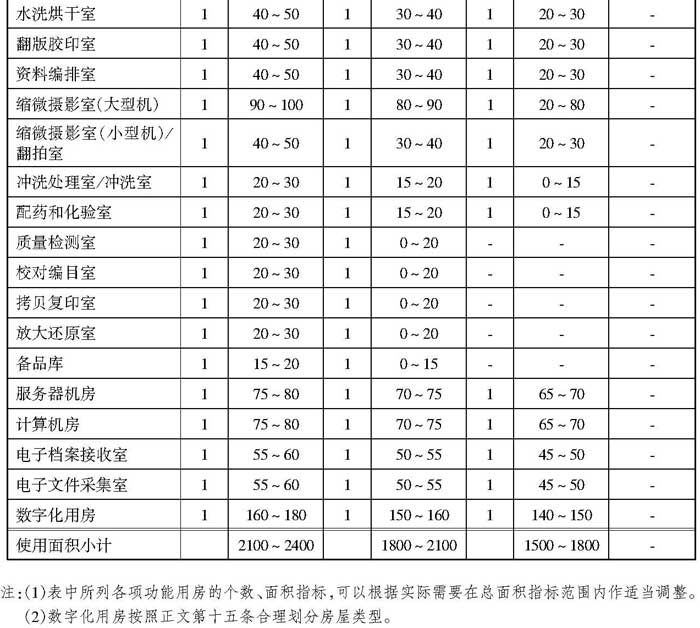 水洗烘干室 1 40~50 1 30~40 1 20~30 -
翻版胶印室 1 40~50 1 30~40 1 20~30 -
资料编排室 1 40~50 1 30~40 1 20~30 -
缩微摄影室(大型机) 1 90~100 1 80~90 1 20~80 -
缩微摄影室(小型机)/
翻拍室 1 40~50 1 30~40 1 20~30 -
冲洗处理室/冲洗室 1 20~30 1 15~20 1 0~15 -
配药和化验室 1 20~30 1 15~20 1 0~15 -
质量检测室 1 20~30 1 0~20 - - -
校对编目室 1 20~30 1 0~20 - - -
拷贝复印室 1 20~30 1 0~20 - - -
放大还原室 1 20~30 1 0~20 - - -
备品库 1 15~20 1 0~15 - - -
服务器机房 1 75~80 1 70~75 1 65~70 -
计算机房 1 75~80 1 70~75 1 65~70 -
电子档案接收室 1 55~60 1 50~55 1 45~50 -
电子文件采集室 1 55~60 1 50~55 1 45~50 -
数字化用房 1 160~180 1 150~160 1 140~150 -
使用面积小计 2100~2400 1800~2100 1500~1800 -
注:(1)表中所列各项功能用房的个数、面积指标,可以根据实际需要在总面积指标范围内作适当调整。
(2)数字化用房按照正文第十五条合理划分房屋类型。